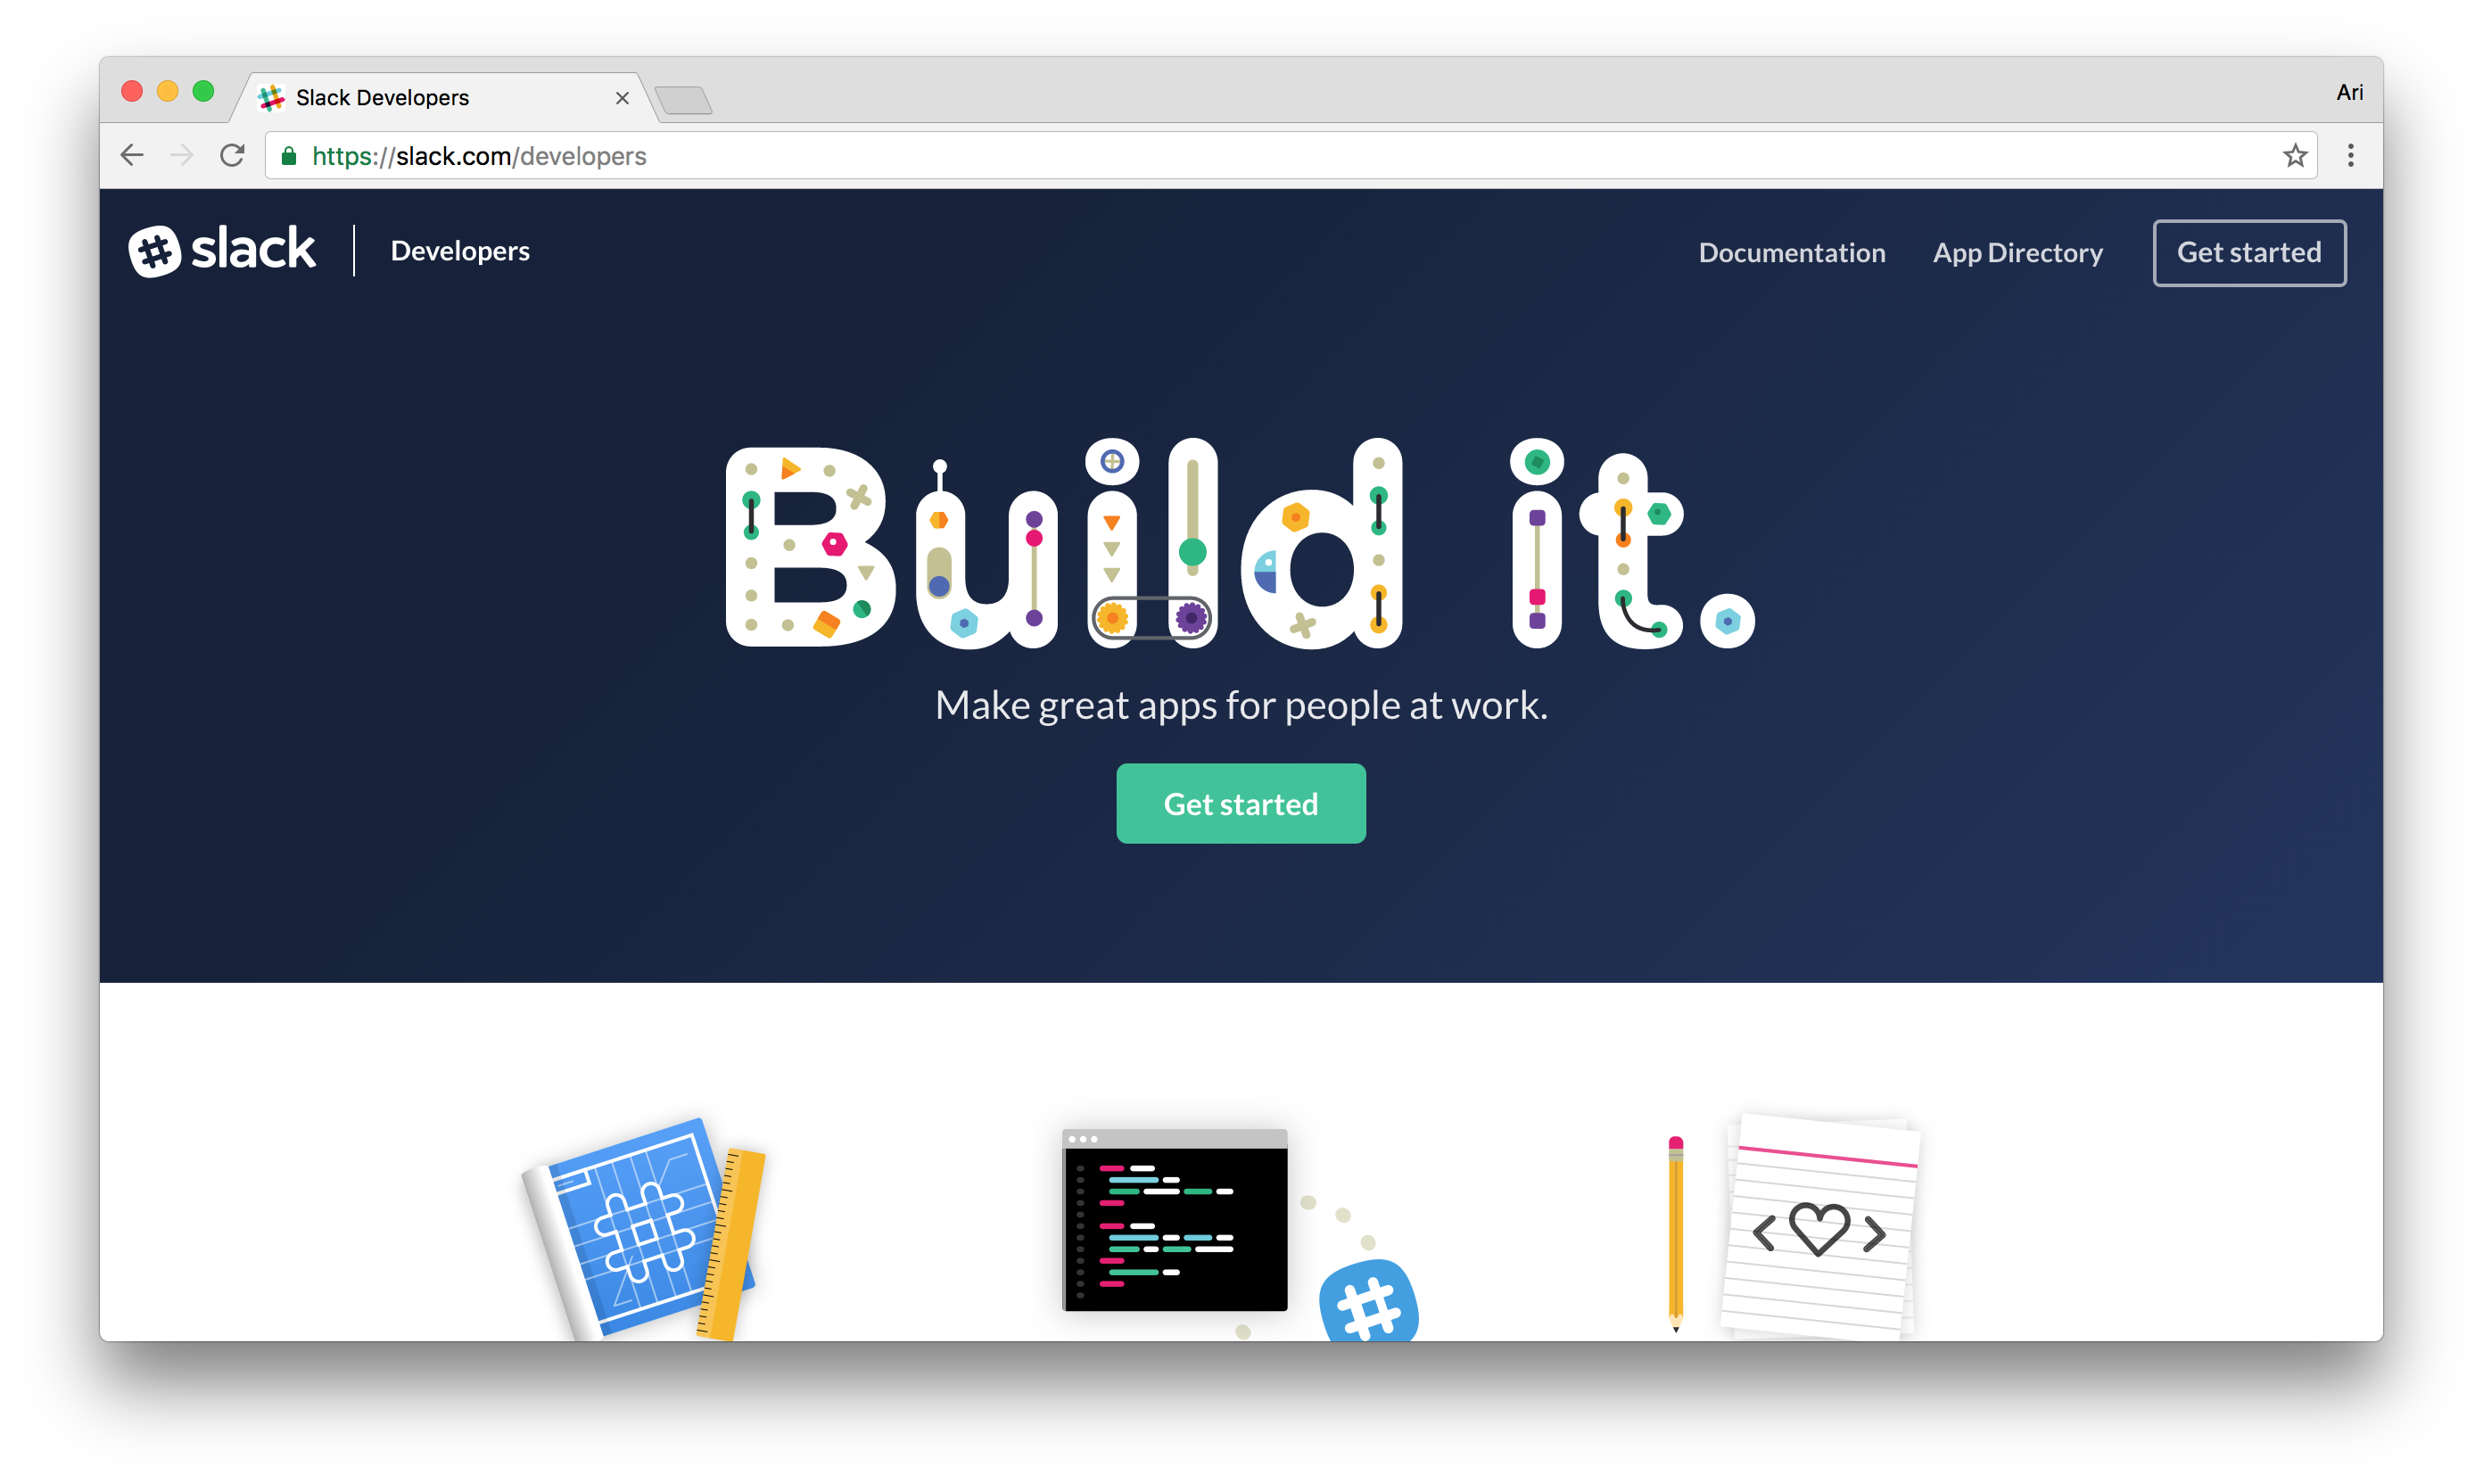 Slack Developers
Ari
https://slack.com/developers
slack
Developers
Documentation
App Directory
Get started
Build it.
Make great apps for people at work.
Get started